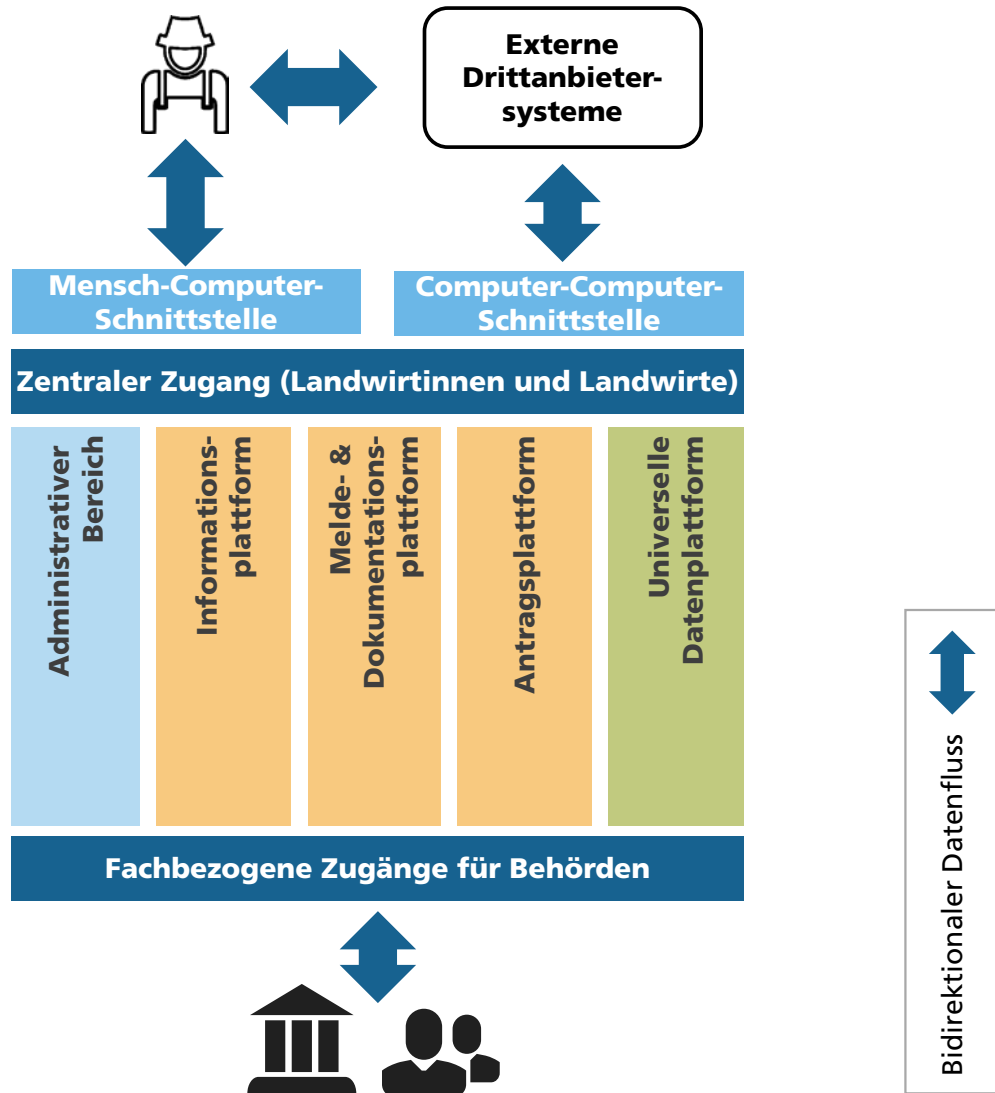 Externe
Drittanbieter-
systeme
Mensch-Computer-
Schnittstelle
Computer-Computer-
Schnittstelle
Zentraler Zugang (Landwirtinnen und Landwirte)
Administrativer
Bereich
Informations-
plattform
Melde- &
Dokumentations-
plattform
Antragsplattform
Universelle
Datenplattform
Fachbezogene Zugänge für Behörden
Bidirektionaler Datenfluss